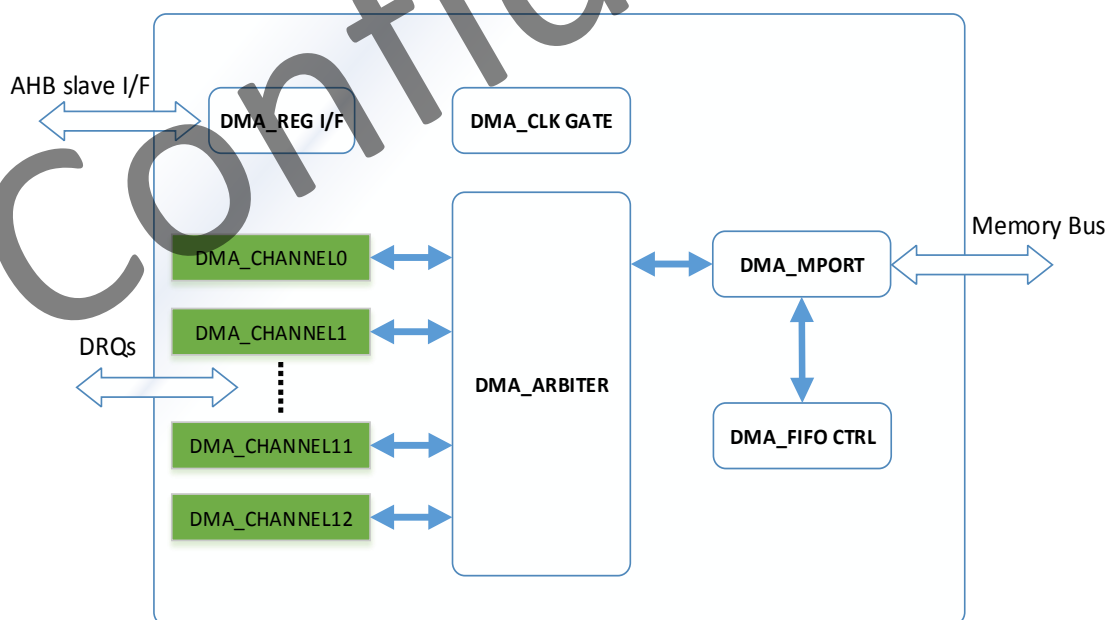 AHB slave I/F
DMA_REG I/F
DMA_CLK GATE
DMA_CHANNEL0
DMA_CHANNEL1
DRQs
DMA_CHANNEL11
DMA_CHANNEL12
DMA_ARBITER
DMA_MPORT
Memory Bus
DMA_FIFO CTRL